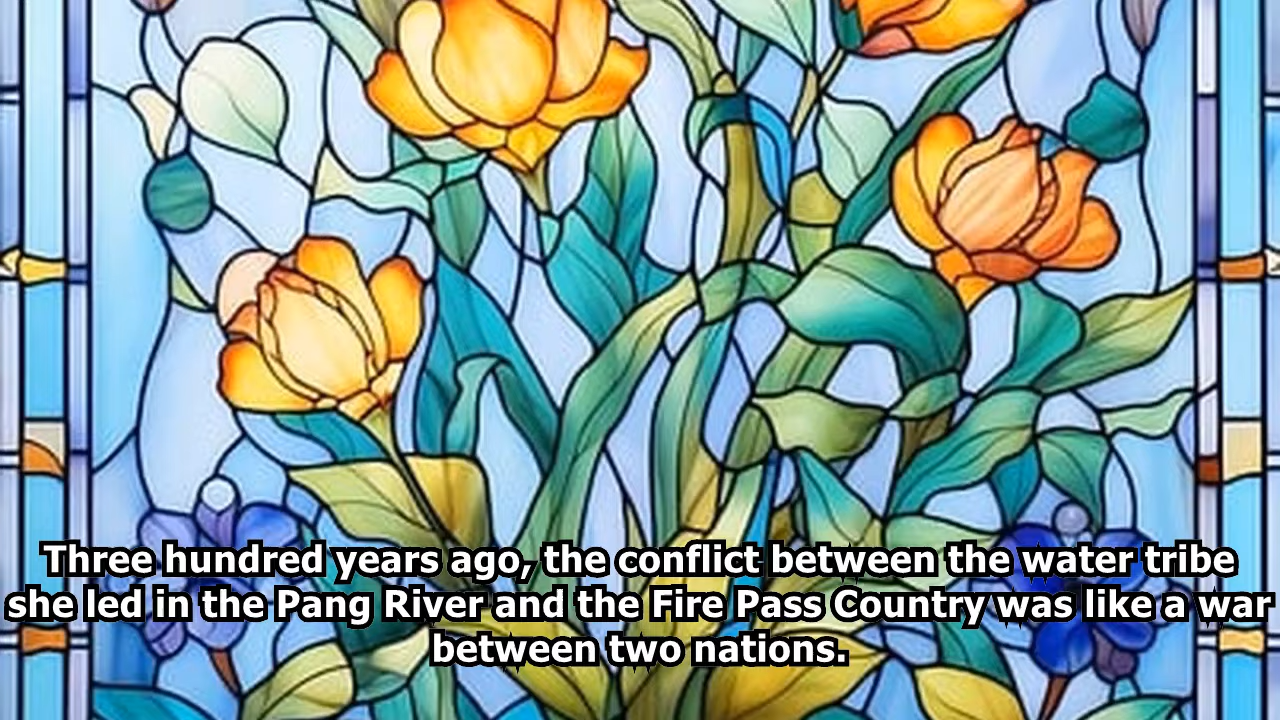 Three hundred years ago, the conflict between the water tribe
she led in the Pang River and the Fire Pass Country was like a war
between two nations.